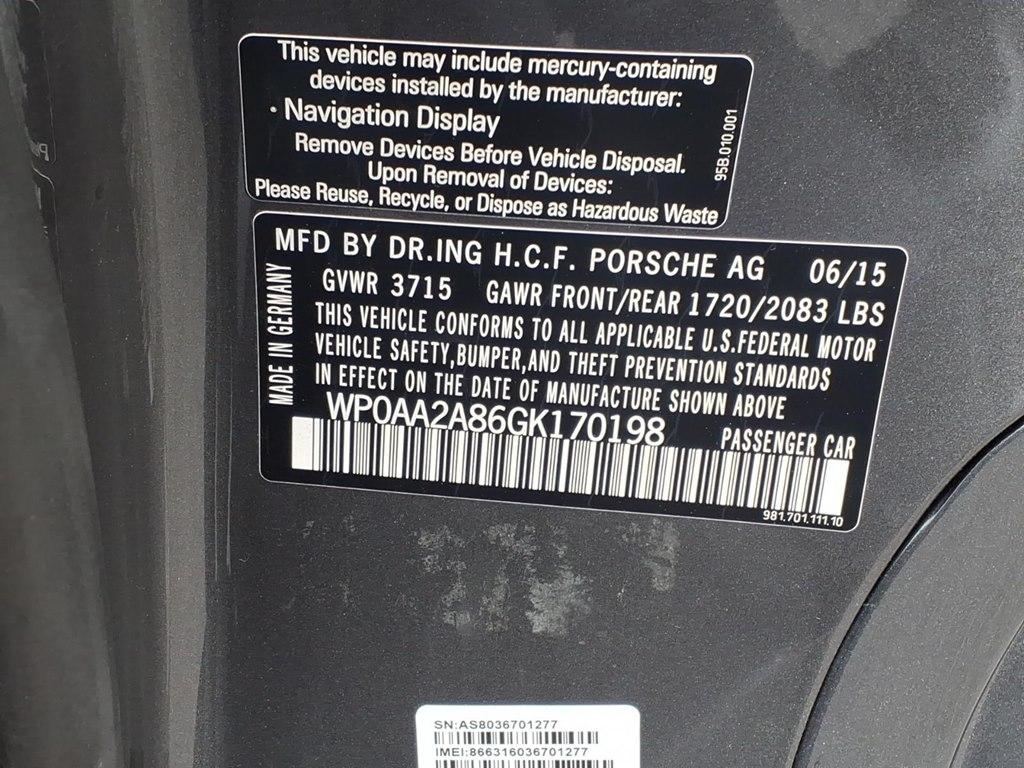 This vehicle may include mercury-containing
devices installed by the manufacturer:
· Navigation Display
Remove Devices Before Vehicle Disposal.
Upon Removal of Devices:
Please Reuse, Recycle, or Dispose as Hazardous Waste
95B.010.001
MFD BY DR.ING H.C.F. PORSCHE AG 06/15
GVWR 3715 GAWR FRONT/REAR 1720/2083 LBS
THIS VEHICLE CONFORMS TO ALL APPLICABLE U.S.FEDERAL MOTOR
VEHICLE SAFETY,BUMPER,AND THEFT PREVENTION STANDARDS
IN EFFECT ON THE DATE OF MANUFACTURE SHOWN ABOVE
MADE IN GERMANY
WP0AA2A86GK170198 PASSENGER CAR
981.701.111.10
SN:AS8036701277
IMEI:866316036701277